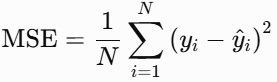 MSE = \frac{1}{N} \sum_{i=1}^{N} (y_i - \hat{y}_i)^2